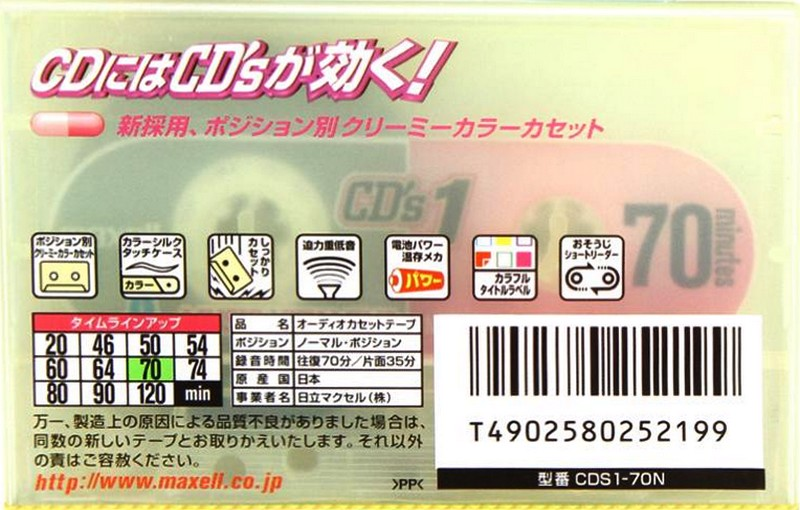 CDにはCD'sが効く!
新採用、ポジション別クリーミーカラーカセット
maxell
CD's 1
70
minutes
ポジション別
クリーミーカラーカセット
カラーシルク
タッチケース
カラー
しっかり
カセット
迫力重低音
電池パワー
温存メカ
パワー
カラフル
タイトルラベル
おそうじ
ショートリーダー
タイムラインアップ
20 46 50 54
60 64 70 74
80 90 120 min
品名 オーディオカセットテープ
ポジション ノーマル・ポジション
録音時間 往復70分/片面35分
原産国 日本
事業者名 日立マクセル(株)
万一、製造上の原因による品質不良がありました場合は、
同数の新しいテープとお取りかえいたします。それ以外
の責はご容赦ください。
http://www.maxell.co.jp
>PP<
T4902580252199
型番 CDS1-70N